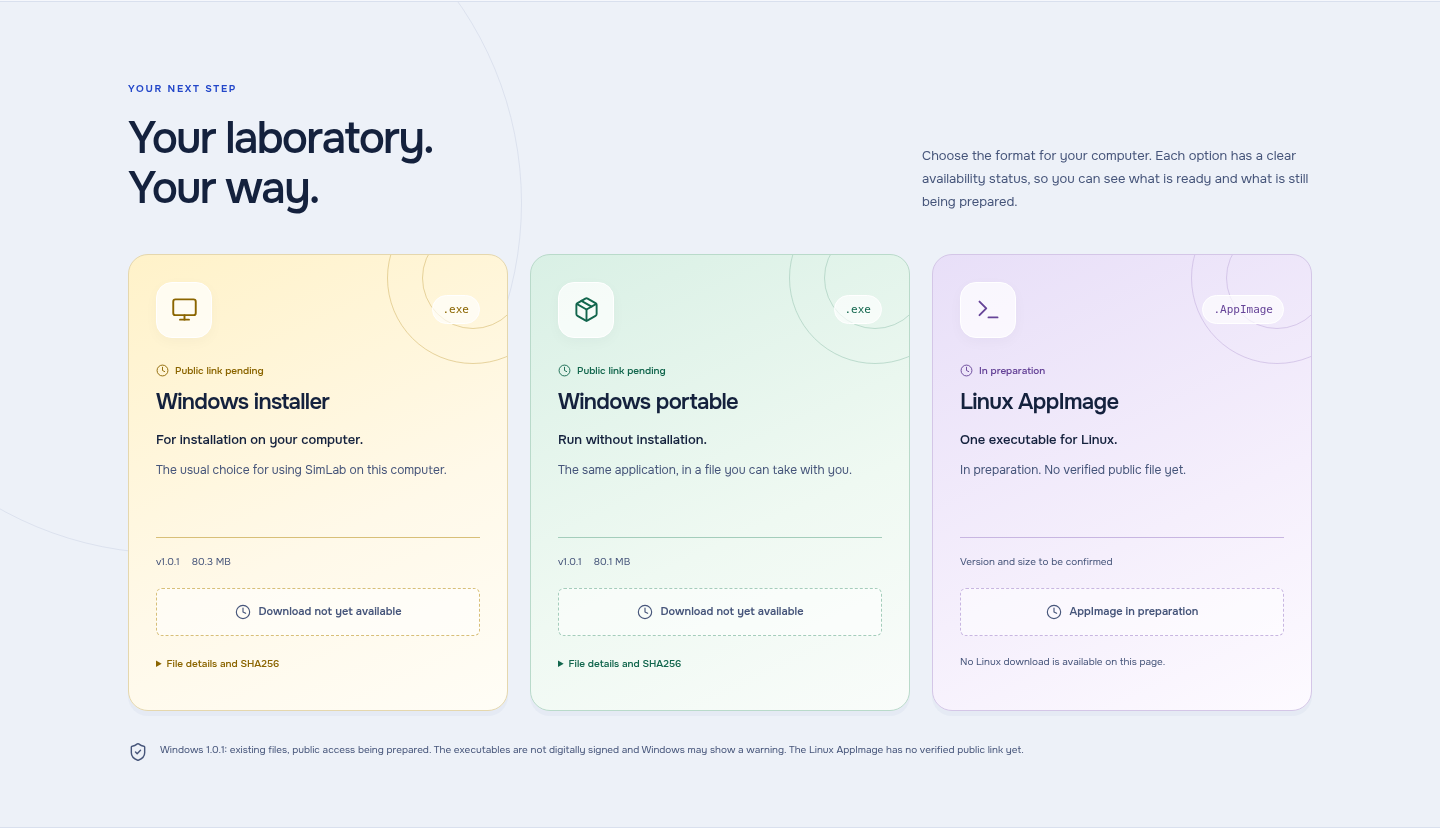 YOUR NEXT STEP
Your laboratory.
Your way.
Choose the format for your computer. Each option has a clear
availability status, so you can see what is ready and what is still
being prepared.
.exe
Public link pending
Windows installer
For installation on your computer.
The usual choice for using SimLab on this computer.
v1.0.1 80.3 MB
Download not yet available
File details and SHA256
.exe
Public link pending
Windows portable
Run without installation.
The same application, in a file you can take with you.
v1.0.1 80.1 MB
Download not yet available
File details and SHA256
.AppImage
In preparation
Linux AppImage
One executable for Linux.
In preparation. No verified public file yet.
Version and size to be confirmed
AppImage in preparation
No Linux download is available on this page.
Windows 1.0.1: existing files, public access being prepared. The executables are not digitally signed and Windows may show a warning. The Linux AppImage has no verified public link yet.